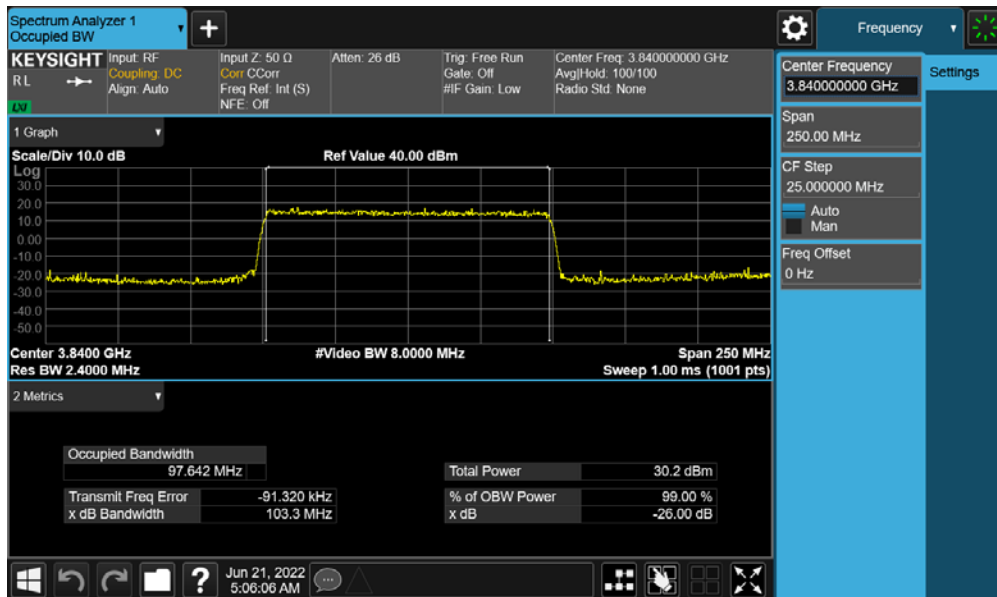 Spectrum Analyzer 1
Occupied BW
Frequency
KEYSIGHT
R L
LXI
Input: RF
Coupling: DC
Align: Auto
Input Z: 50 Ω
Corr CCorr
Freq Ref: Int (S)
NFE: Off
Atten: 26 dB
Trig: Free Run
Gate: Off
#IF Gain: Low
Center Freq: 3.840000000 GHz
Avg|Hold: 100/100
Radio Std: None
Center Frequency
3.840000000 GHz
Settings
Span
250.00 MHz
CF Step
25.000000 MHz
Auto
Man
Freq Offset
0 Hz
1 Graph
Scale/Div 10.0 dB
Ref Value 40.00 dBm
Log
30.0
20.0
10.0
0.00
-10.0
-20.0
-30.0
-40.0
-50.0
Center 3.8400 GHz
#Video BW 8.0000 MHz
Span 250 MHz
Res BW 2.4000 MHz
Sweep 1.00 ms (1001 pts)
2 Metrics
Occupied Bandwidth
97.642 MHz
Total Power 30.2 dBm
Transmit Freq Error -91.320 kHz
% of OBW Power 99.00 %
x dB Bandwidth 103.3 MHz
x dB -26.00 dB
?
Jun 21, 2022
5:06:06 AM